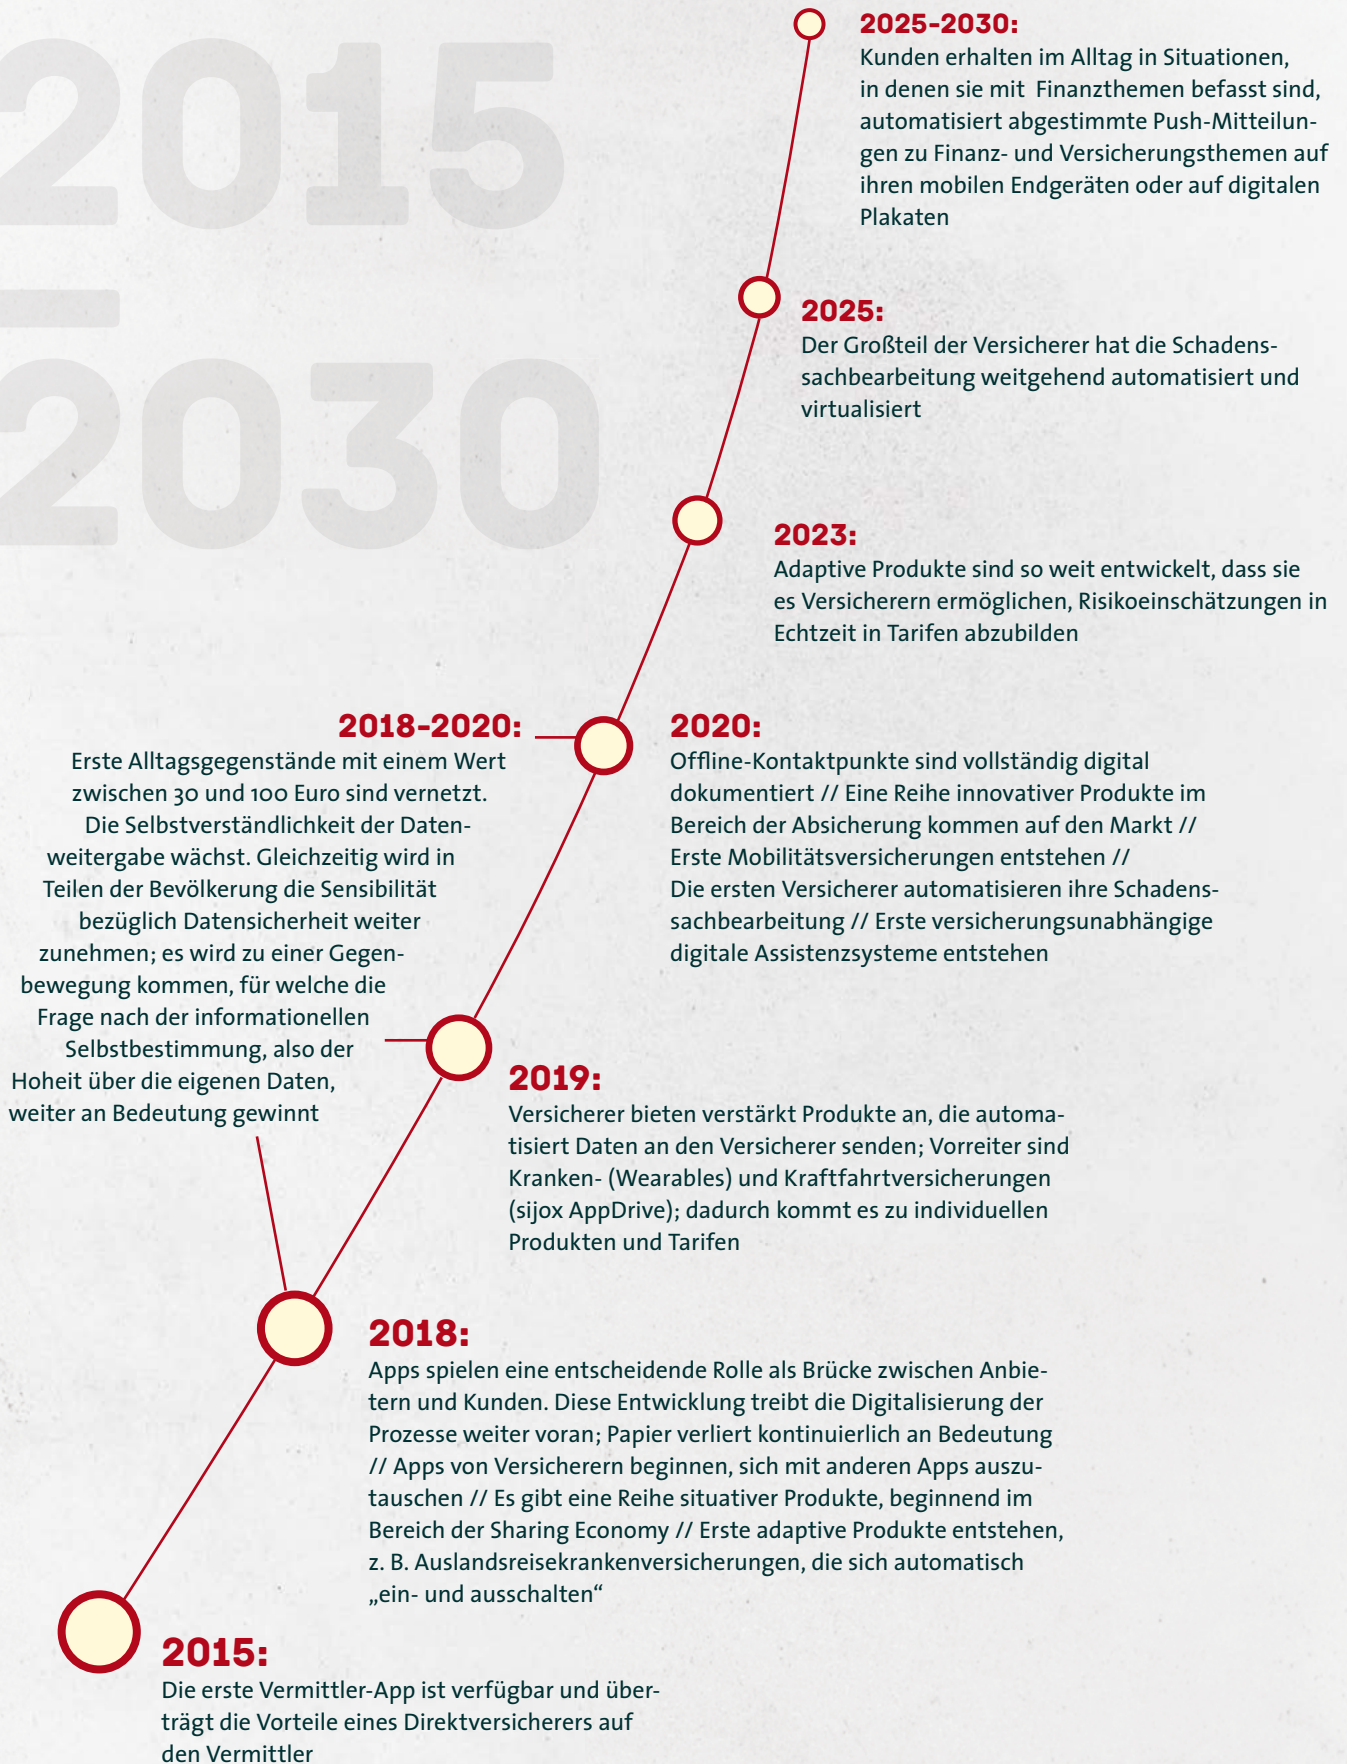 2015
–
2030
2025-2030:
Kunden erhalten im Alltag in Situationen,
in denen sie mit Finanzthemen befasst sind,
automatisiert abgestimmte Push-Mitteilun-
gen zu Finanz- und Versicherungsthemen auf
ihren mobilen Endgeräten oder auf digitalen
Plakaten
2025:
Der Großteil der Versicherer hat die Schadens-
sachbearbeitung weitgehend automatisiert und
virtualisiert
2023:
Adaptive Produkte sind so weit entwickelt, dass sie
es Versicherern ermöglichen, Risikoeinschätzungen in
Echtzeit in Tarifen abzubilden
2018-2020:
Erste Alltagsgegenstände mit einem Wert
zwischen 30 und 100 Euro sind vernetzt.
Die Selbstverständlichkeit der Daten-
weitergabe wächst. Gleichzeitig wird in
Teilen der Bevölkerung die Sensibilität
bezüglich Datensicherheit weiter
zunehmen; es wird zu einer Gegen-
bewegung kommen, für welche die
Frage nach der informationellen
Selbstbestimmung, also der
Hoheit über die eigenen Daten,
weiter an Bedeutung gewinnt
2020:
Offline-Kontaktpunkte sind vollständig digital
dokumentiert // Eine Reihe innovativer Produkte im
Bereich der Absicherung kommen auf den Markt //
Erste Mobilitätsversicherungen entstehen //
Die ersten Versicherer automatisieren ihre Schadens-
sachbearbeitung // Erste versicherungsunabhängige
digitale Assistenzsysteme entstehen
2019:
Versicherer bieten verstärkt Produkte an, die automa-
tisiert Daten an den Versicherer senden; Vorreiter sind
Kranken- (Wearables) und Kraftfahrtversicherungen
(sijox AppDrive); dadurch kommt es zu individuellen
Produkten und Tarifen
2018:
Apps spielen eine entscheidende Rolle als Brücke zwischen Anbie-
tern und Kunden. Diese Entwicklung treibt die Digitalisierung der
Prozesse weiter voran; Papier verliert kontinuierlich an Bedeutung
// Apps von Versicherern beginnen, sich mit anderen Apps auszu-
tauschen // Es gibt eine Reihe situativer Produkte, beginnend im
Bereich der Sharing Economy // Erste adaptive Produkte entstehen,
z. B. Auslandsreisekrankenversicherungen, die sich automatisch
„ein- und ausschalten“
2015:
Die erste Vermittler-App ist verfügbar und über-
trägt die Vorteile eines Direktversicherers auf
den Vermittler